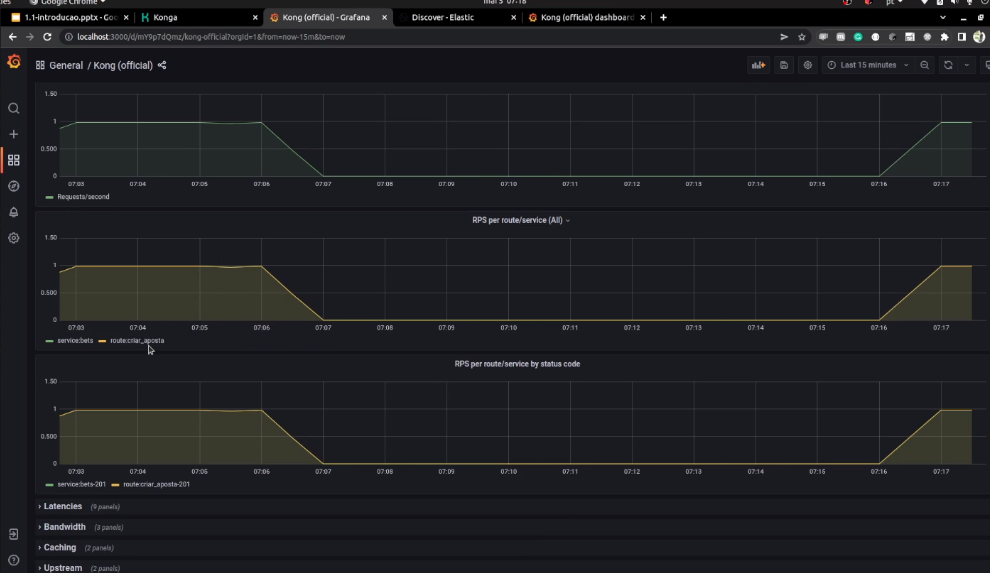 Google Chrome
mar 5 07:18
pt
1.1-introducao.pptx - Goo
Konga
Kong (official) - Grafana
Discover - Elastic
Kong (official) dashboard
localhost:3000/d/mY9p7dQmz/kong-official?orgId=1&from=now-15m&to=now
General / Kong (official)
Last 15 minutes
1.50
1
0.500
0
07:03 07:04 07:05 07:06 07:07 07:08 07:09 07:10 07:11 07:12 07:13 07:14 07:15 07:16 07:17
Requests/second
RPS per route/service (All)
1.50
1
0.500
0
07:03 07:04 07:05 07:06 07:07 07:08 07:09 07:10 07:11 07:12 07:13 07:14 07:15 07:16 07:17
service:bets route:criar_aposta
RPS per route/service by status code
1.50
1
0.500
0
07:03 07:04 07:05 07:06 07:07 07:08 07:09 07:10 07:11 07:12 07:13 07:14 07:15 07:16 07:17
service:bets-201 route:criar_aposta-201
Latencies (9 panels)
Bandwidth (3 panels)
Caching (2 panels)
Upstream (2 panels)